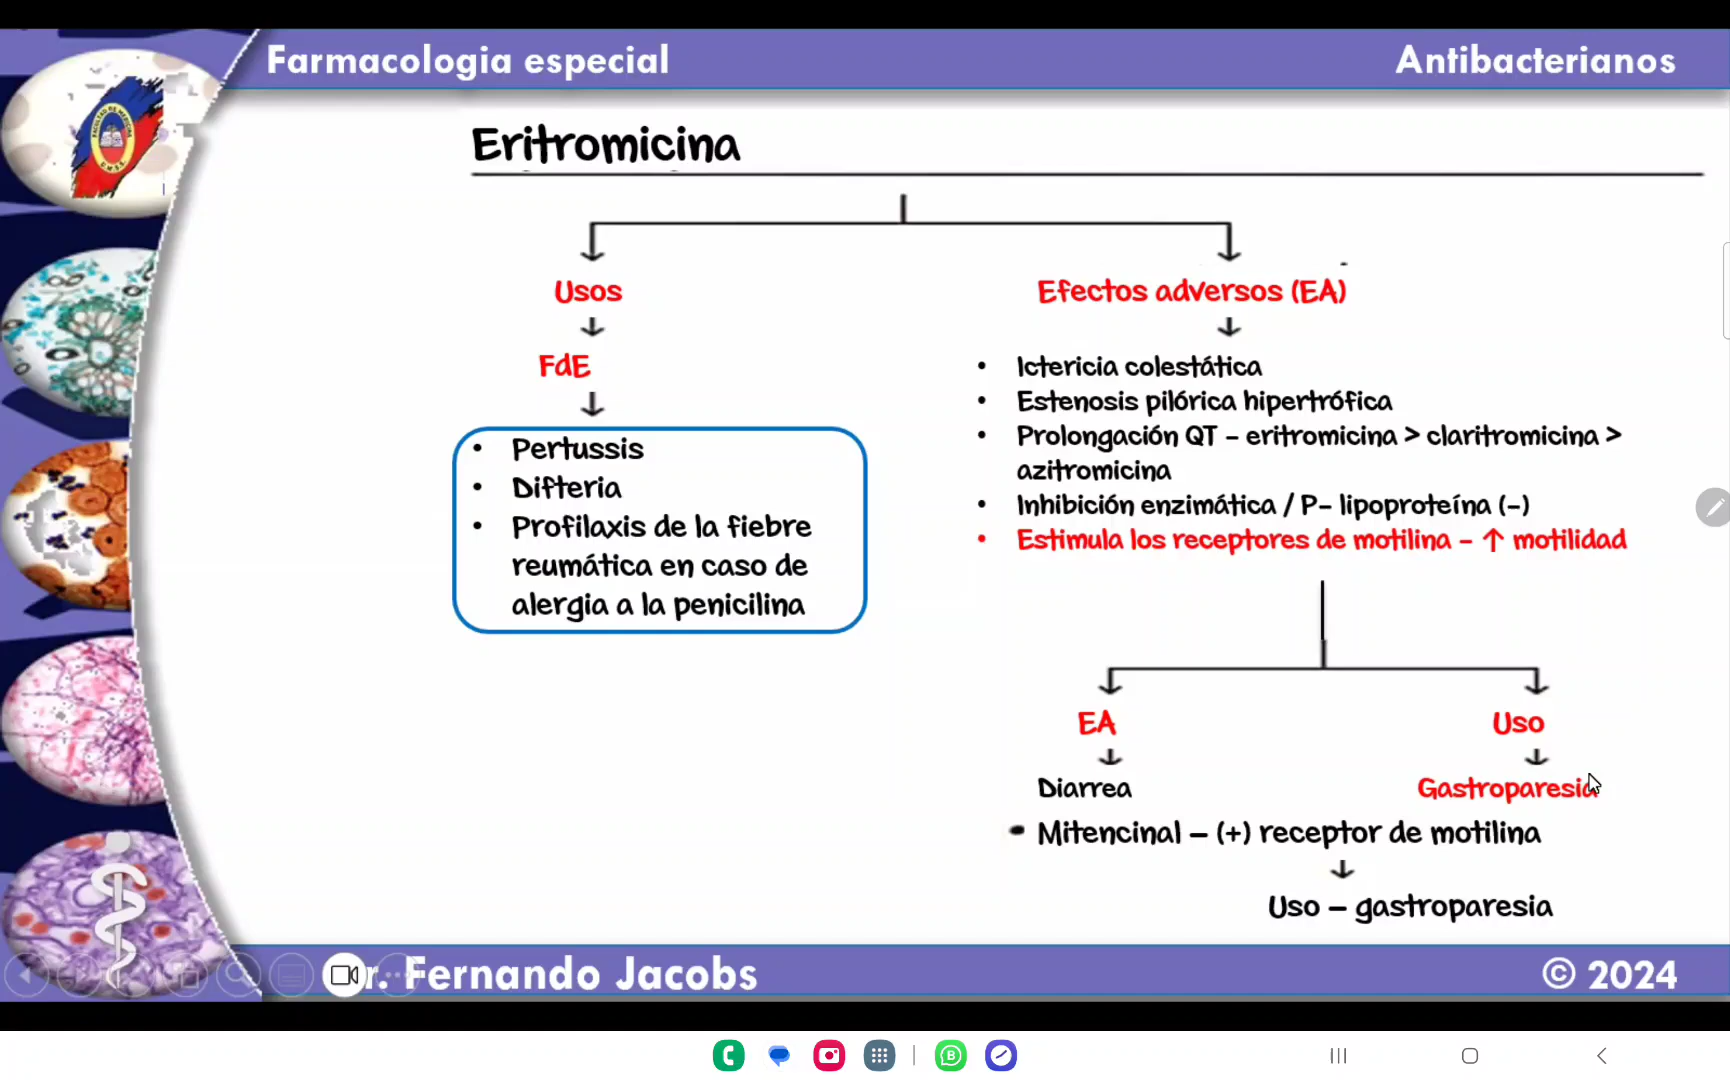 Farmacologia especial
Antibacterianos
Eritromicina
Usos
FdE
• Pertussis
• Difteria
• Profilaxis de la fiebre
reumática en caso de
alergia a la penicilina
Efectos adversos (EA)
• Ictericia colestática
• Estenosis pilórica hipertrófica
• Prolongación QT – eritromicina > claritromicina >
azitromicina
• Inhibición enzimática / P- lipoproteína (-)
• Estimula los receptores de motilina – ↑ motilidad
EA
Uso
Diarrea
Gastroparesia
• Mitencinal – (+) receptor de motilina
Uso – gastroparesia
r. Fernando Jacobs
© 2024